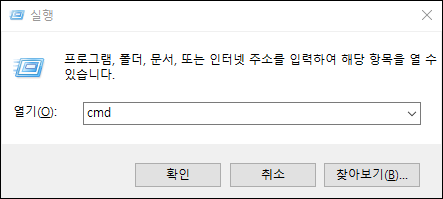 실행
프로그램, 폴더, 문서, 또는 인터넷 주소를 입력하여 해당 항목을 열 수
있습니다.
열기(O): cmd
확인 취소 찾아보기(B)...